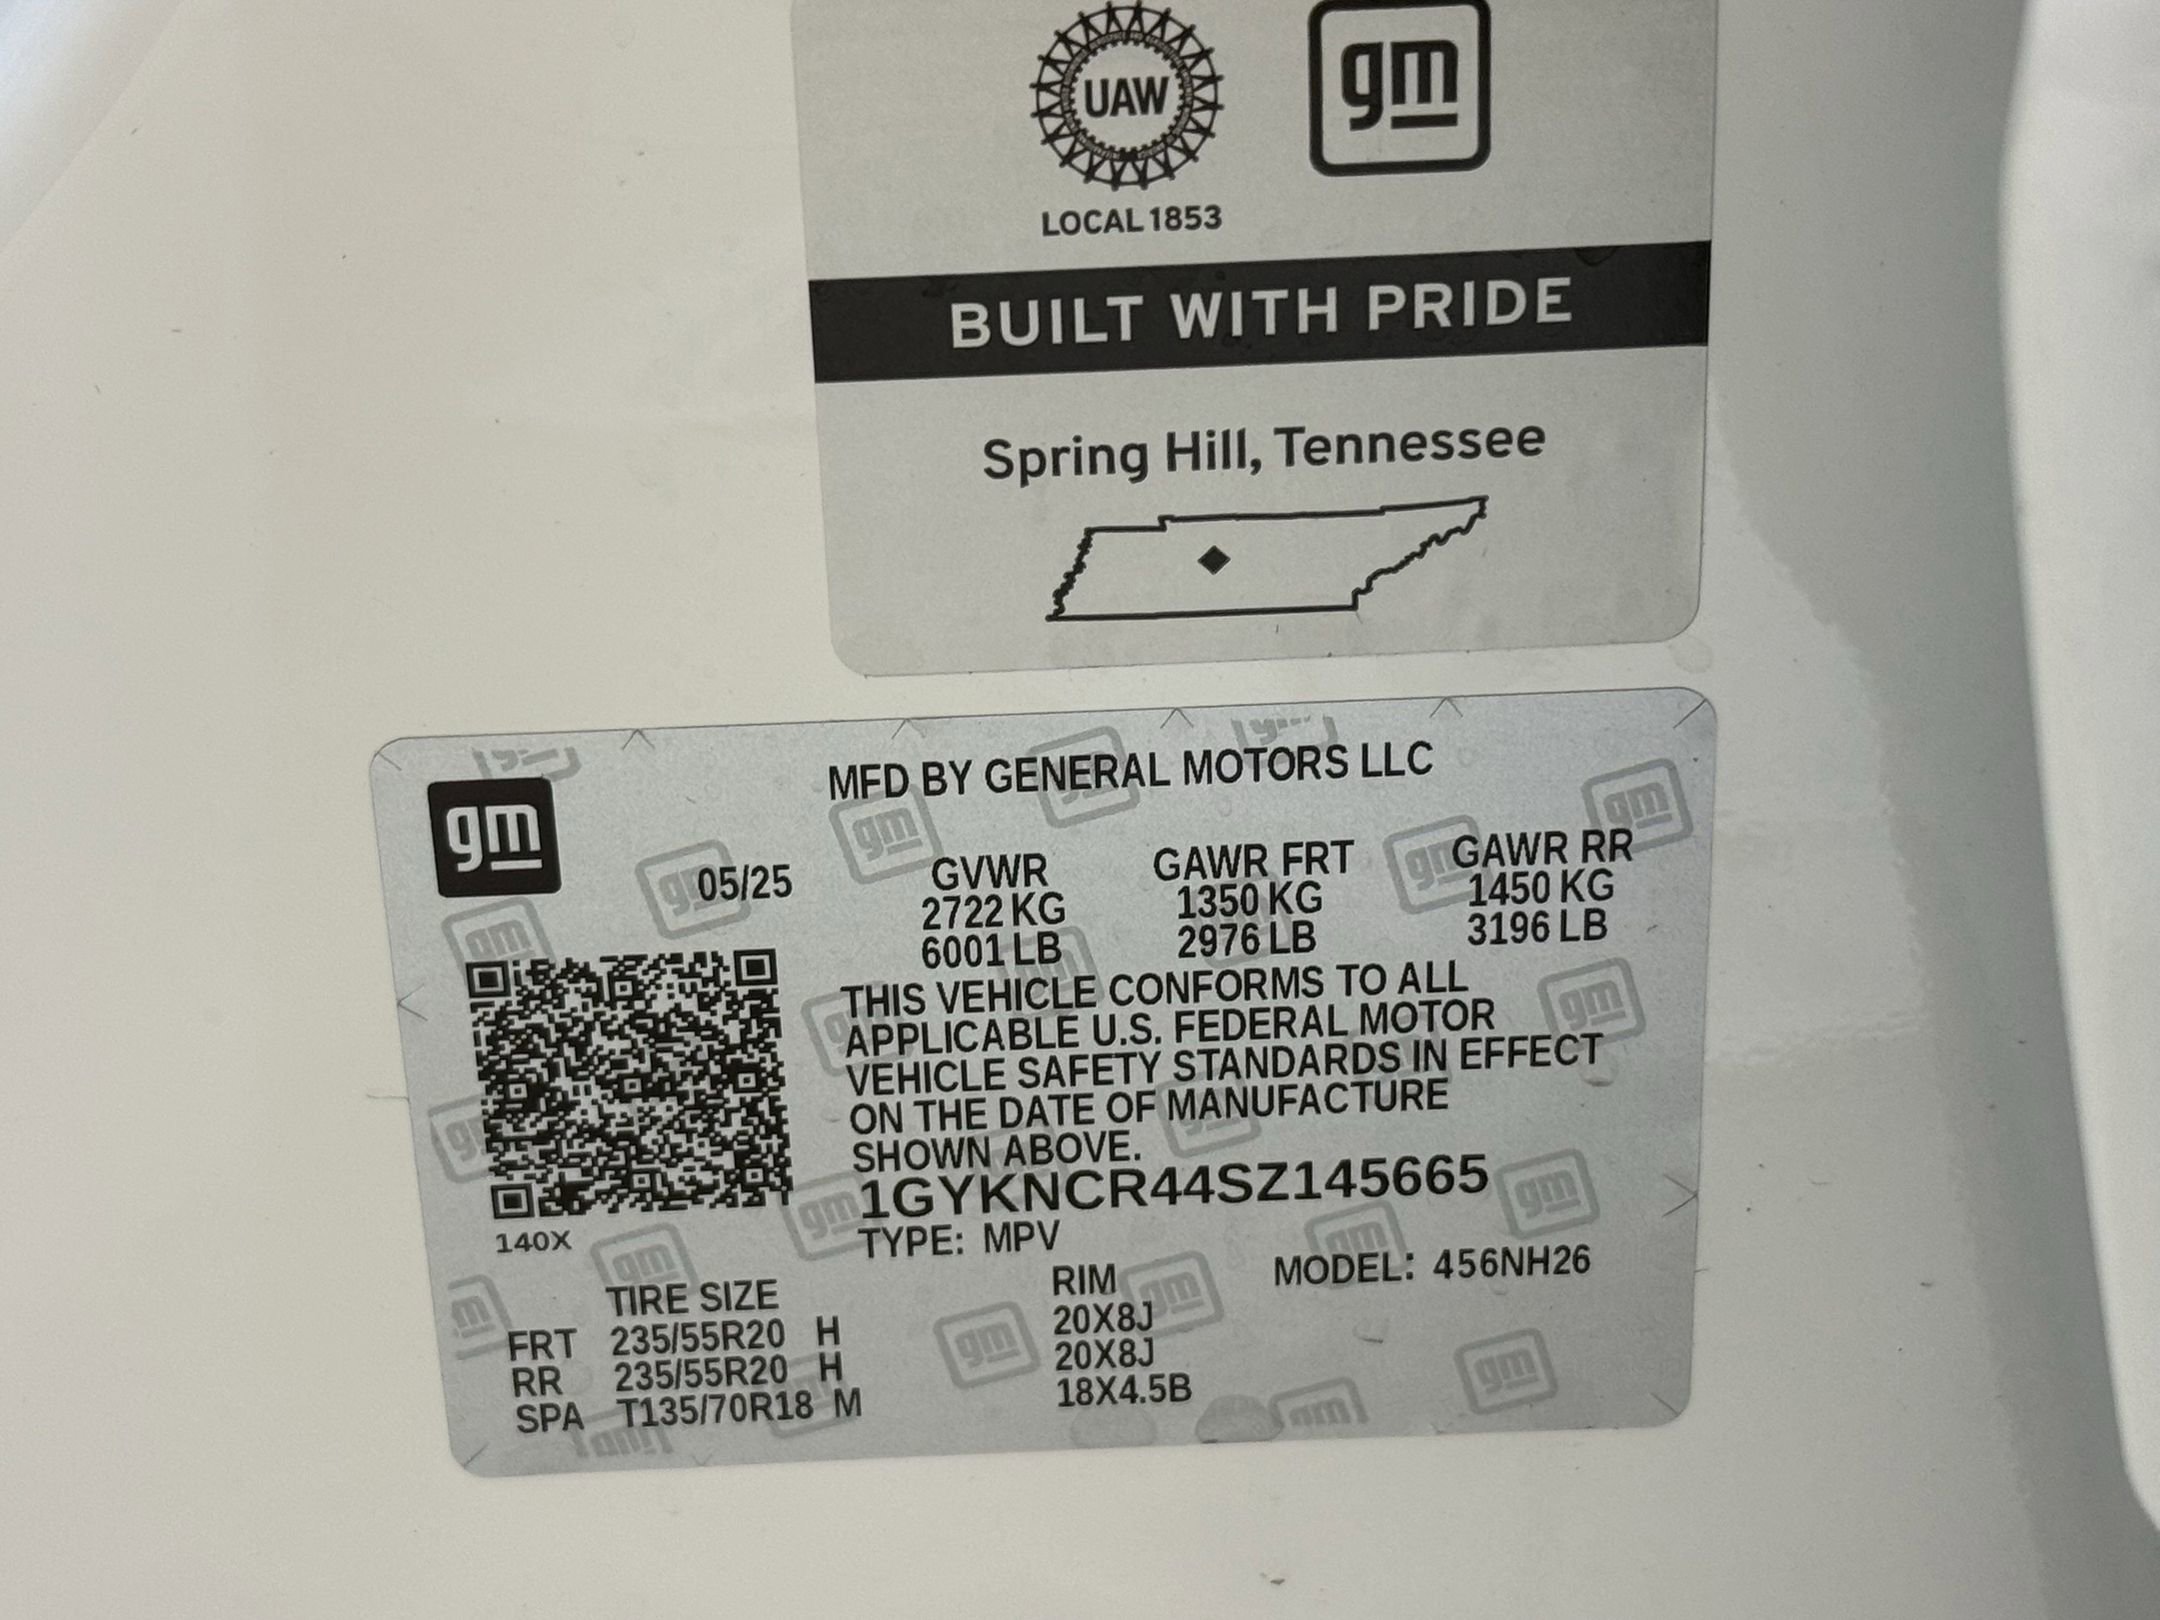 UAW
gm
LOCAL 1853
BUILT WITH PRIDE
Spring Hill, Tennessee
gm
MFD BY GENERAL MOTORS LLC
05/25
GVWR GAWR FRT GAWR RR
2722 KG 1350 KG 1450 KG
6001 LB 2976 LB 3196 LB
THIS VEHICLE CONFORMS TO ALL
APPLICABLE U.S. FEDERAL MOTOR
VEHICLE SAFETY STANDARDS IN EFFECT
ON THE DATE OF MANUFACTURE
SHOWN ABOVE.
1GYKNCR44SZ145665
140X
TYPE: MPV
MODEL: 456NH26
TIRE SIZE RIM
FRT 235/55R20 H 20X8J
RR 235/55R20 H 20X8J
SPA T135/70R18 M 18X4.5B